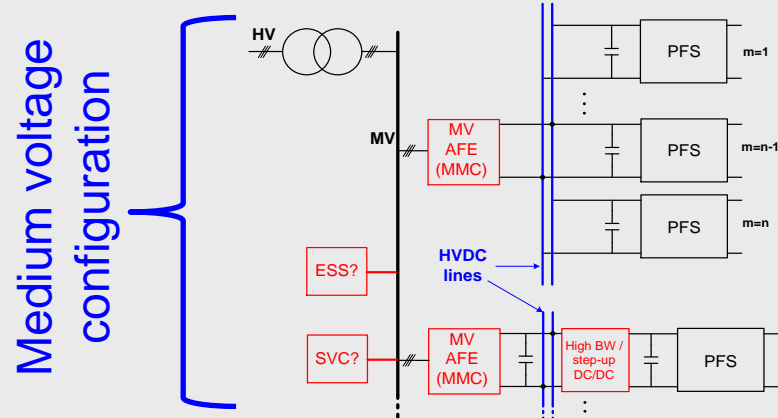 Medium voltage
configuration
HV
MV
MV
AFE
(MMC)
PFS
m=1
PFS
m=n-1
PFS
m=n
HVDC
lines
ESS?
SVC?
MV
AFE
(MMC)
High BW /
step-up
DC/DC
PFS